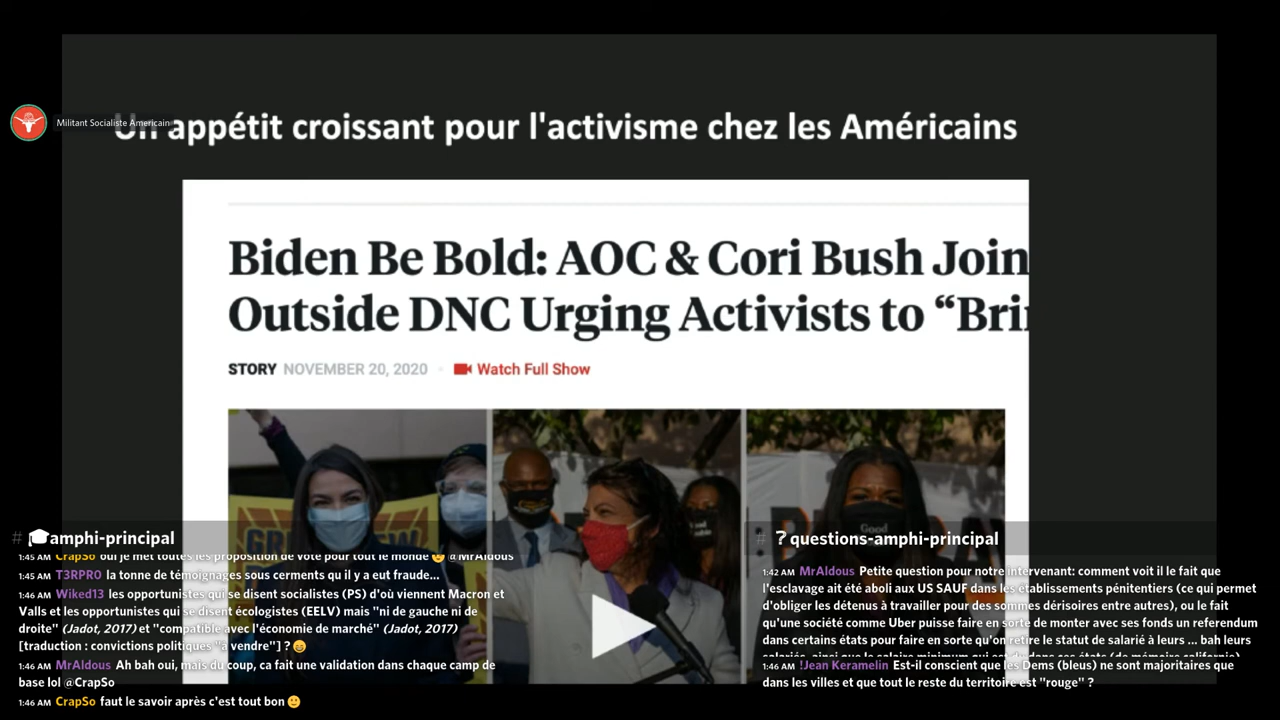 Militant Socialiste Americain
Un appétit croissant pour l'activisme chez les Américains
Biden Be Bold: AOC & Cori Bush Join
Outside DNC Urging Activists to “Bri
STORY NOVEMBER 20, 2020 • Watch Full Show
Good
# amphi-principal
1:45 AM CrapSo oui je met toutes les proposition de vote pour tout le monde @MrAldous
1:45 AM T3RPR0 la tonne de témoignages sous cerments qu'il y a eut fraude...
1:46 AM Wiked13 les opportunistes qui se disent socialistes (PS) d'où viennent Macron et
Valls et les opportunistes qui se disent écologistes (EELV) mais "ni de gauche ni de
droite" (Jadot, 2017) et "compatible avec l'économie de marché" (Jadot, 2017)
[traduction : convictions politiques "à vendre"] ?
1:46 AM MrAldous Ah bah oui, mais du coup, ca fait une validation dans chaque camp de
base lol @CrapSo
1:46 AM CrapSo faut le savoir après c'est tout bon
# ? questions-amphi-principal
1:42 AM MrAldous Petite question pour notre intervenant: comment voit il le fait que
l'esclavage ait été aboli aux US SAUF dans les établissements pénitentiers (ce qui permet
d'obliger les détenus à travailler pour des sommes dérisoires entre autres), ou le fait
qu'une société comme Uber puisse faire en sorte de monter avec ses fonds un referendum
dans certains états pour faire en sorte qu'on retire le statut de salarié à leurs ... bah leurs
salariés, ainsi que le salaire minimum qui est dans ces états (de mémoire californie)
1:46 AM !Jean Keramelin Est-il conscient que les Dems (bleus) ne sont majoritaires que
dans les villes et que tout le reste du territoire est "rouge" ?